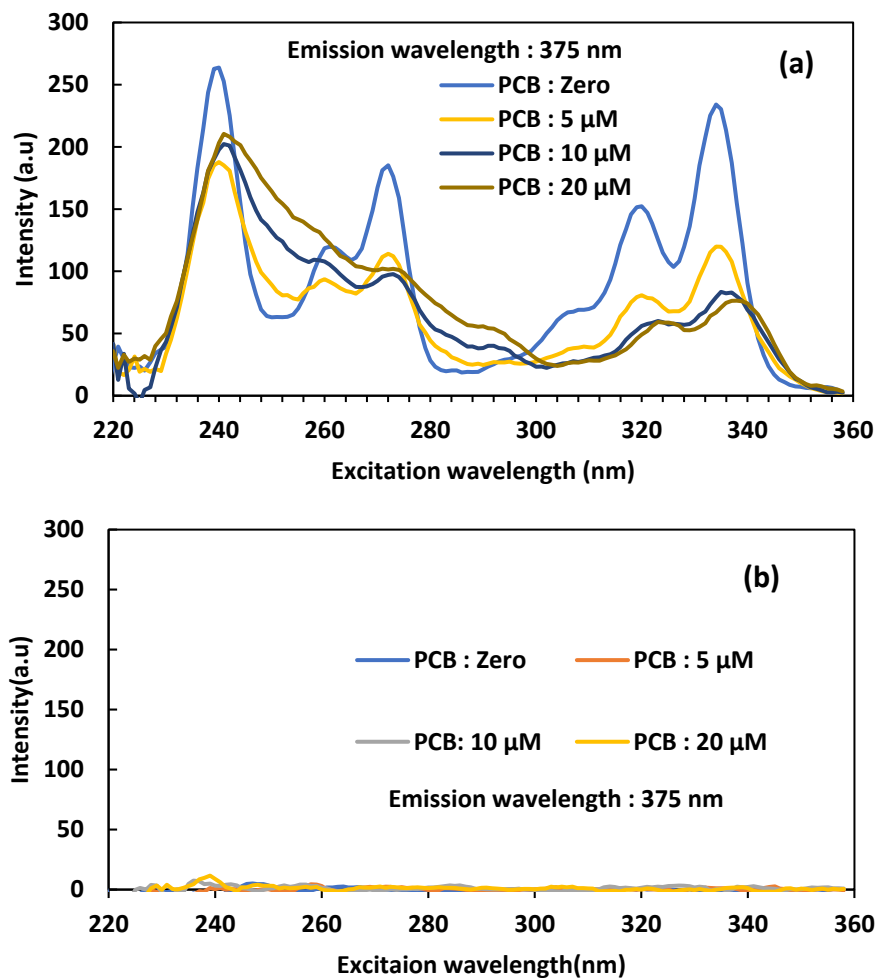 300
250
200
150
100
50
0
Intensity (a.u)
Emission wavelength : 375 nm
(a)
PCB : Zero
PCB : 5 µM
PCB : 10 µM
PCB : 20 µM
220 240 260 280 300 320 340 360
Excitation wavelength (nm)
300
250
200
150
100
50
0
Intensity(a.u)
(b)
PCB : Zero PCB : 5 µM
PCB: 10 µM PCB : 20 µM
Emission wavelength : 375 nm
220 240 260 280 300 320 340 360
Excitaion wavelength(nm)